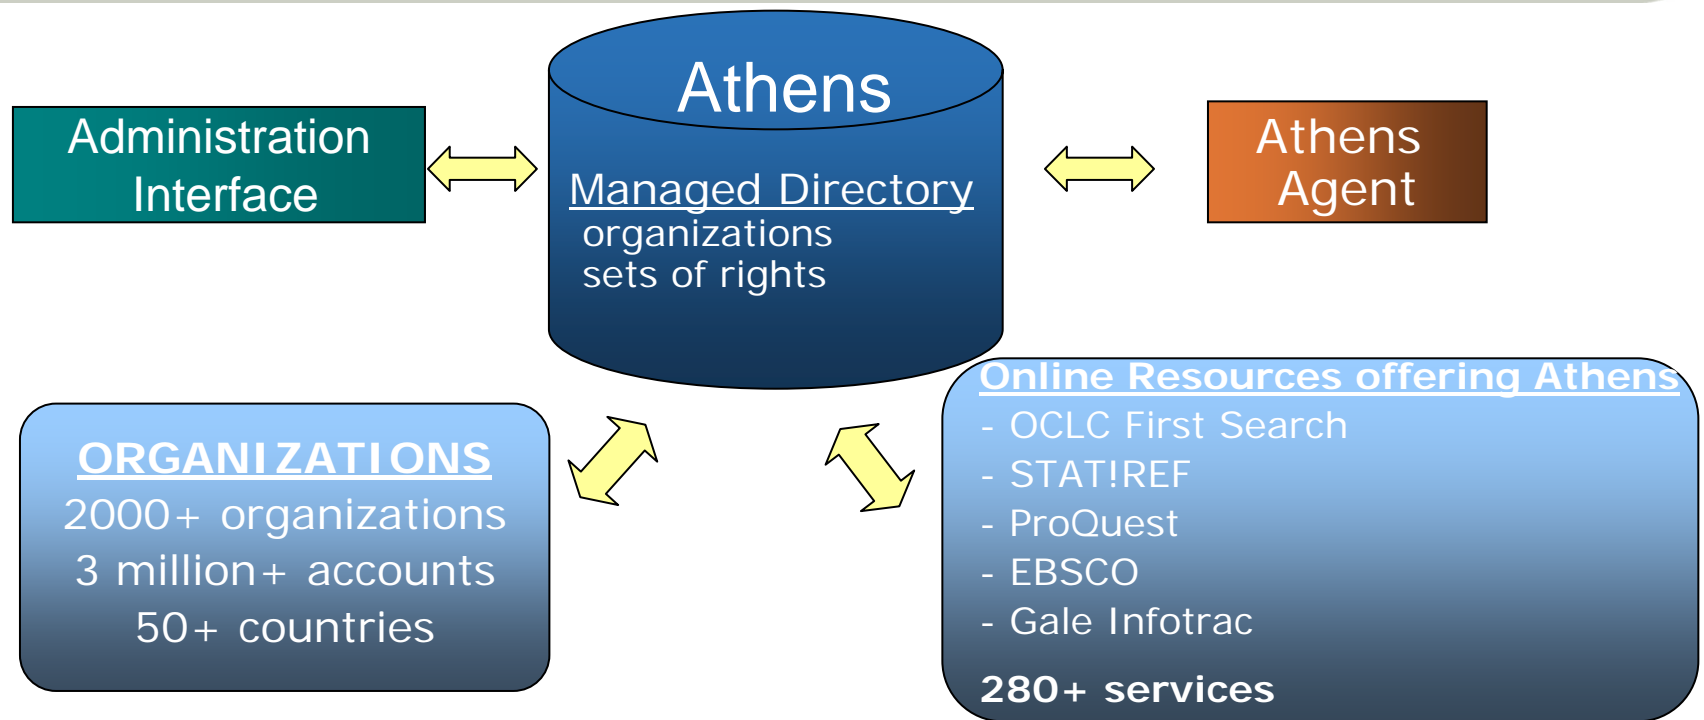 Athens
Administration
Interface
Managed Directory
organizations
sets of rights
Athens
Agent
ORGANIZATIONS
2000+ organizations
3 million+ accounts
50+ countries
Online Resources offering Athens
- OCLC First Search
- STAT!REF
- ProQuest
- EBSCO
- Gale Infotrac
280+ services